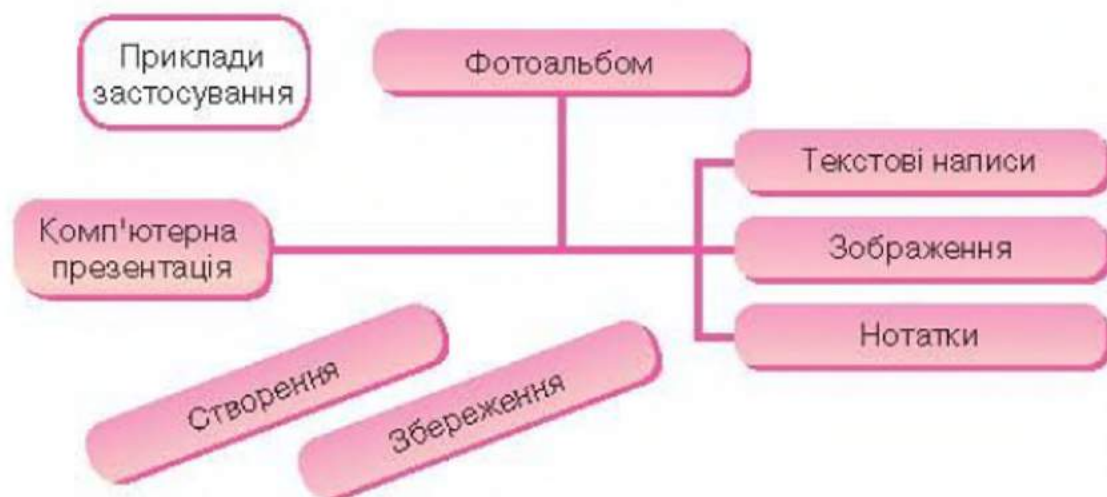 Приклади
застосування
Фотоальбом
Текстові написи
Комп'ютерна
презентація
Зображення
Нотатки
Створення
Збереження